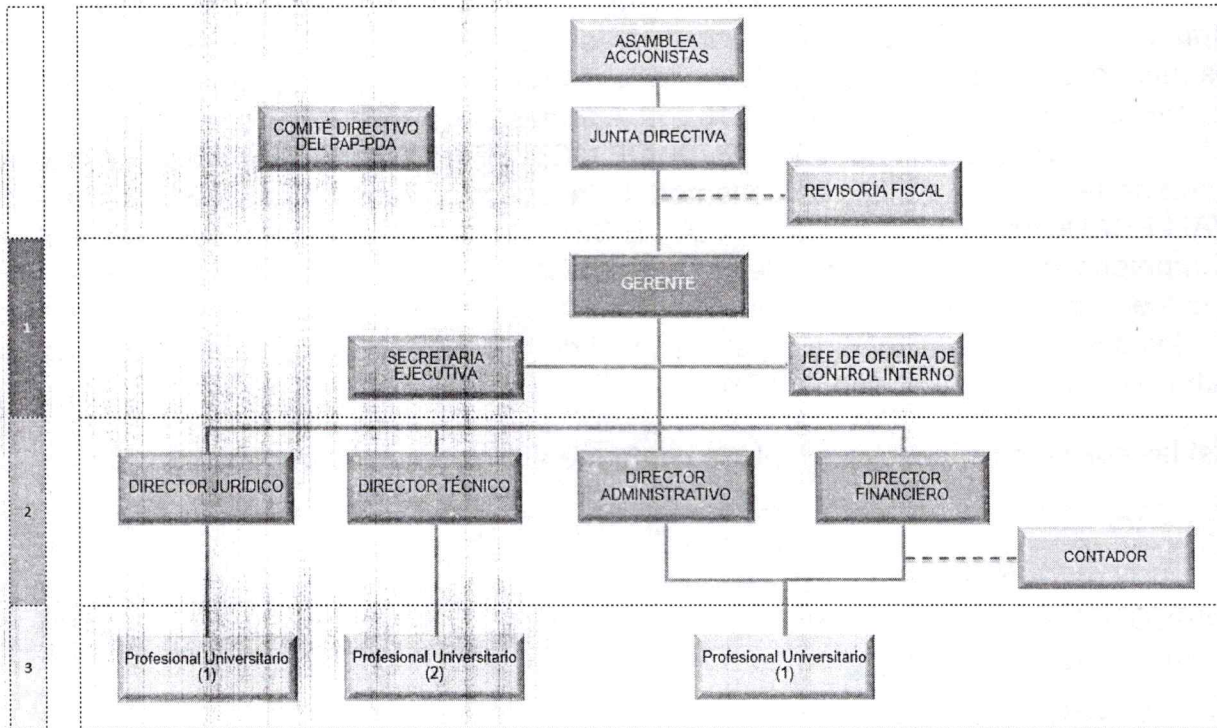 ASAMBLEA
ACCIONISTAS
COMITÉ DIRECTIVO
DEL PAP-PDA
JUNTA DIRECTIVA
REVISORÍA FISCAL
1
GERENTE
SECRETARIA
EJECUTIVA
JEFE DE OFICINA DE
CONTROL INTERNO
2
DIRECTOR JURÍDICO
DIRECTOR TÉCNICO
DIRECTOR
ADMINISTRATIVO
DIRECTOR
FINANCIERO
CONTADOR
3
Profesional Universitario
(1)
Profesional Universitario
(2)
Profesional Universitario
(1)